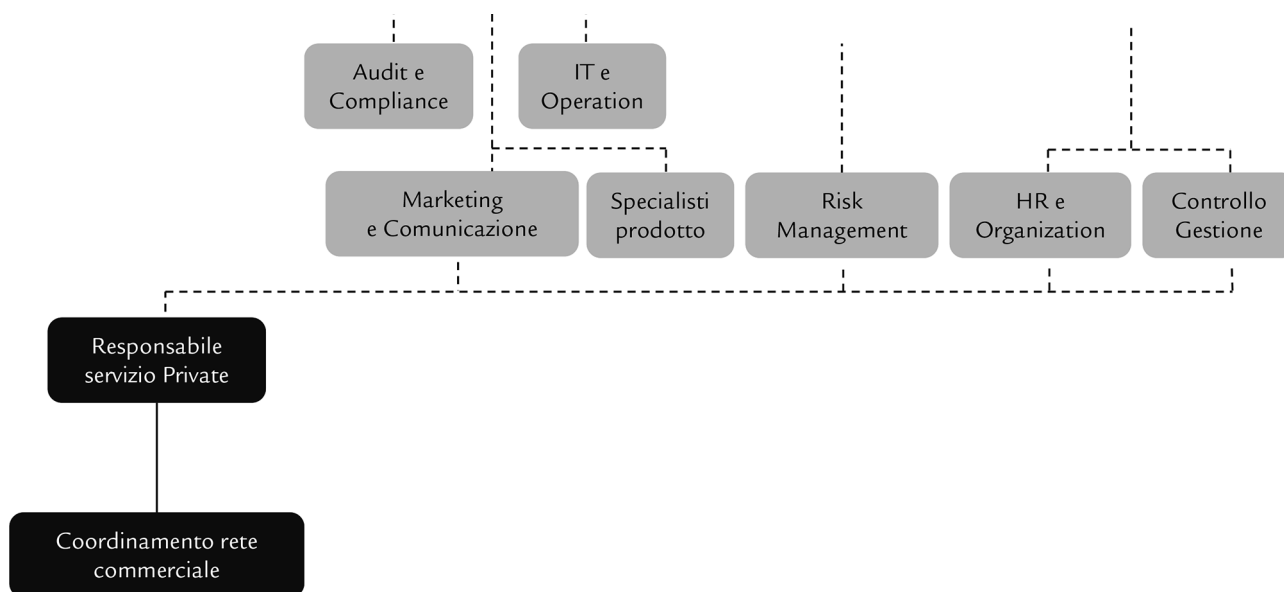 Audit e
Compliance
IT e
Operation
Marketing
e Comunicazione
Specialisti
prodotto
Risk
Management
HR e
Organization
Controllo
Gestione
Responsabile
servizio Private
Coordinamento rete
commerciale